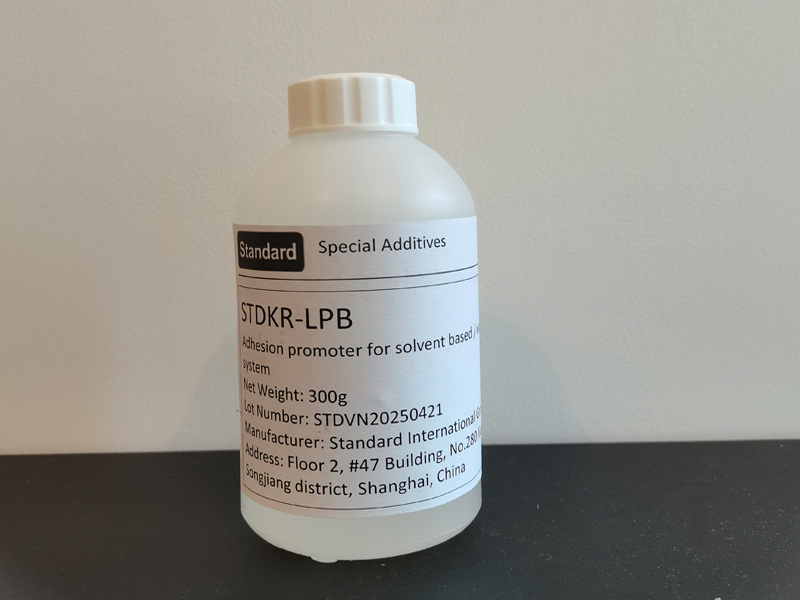 Standard
Special Additives
STDKR-LPB
Adhesion promoter for solvent based /
system
Net Weight: 300g
Lot Number: STDVN20250421
Manufacturer: Standard International
Address: Floor 2, #47 Building, No.280
Songjiang district, Shanghai, China